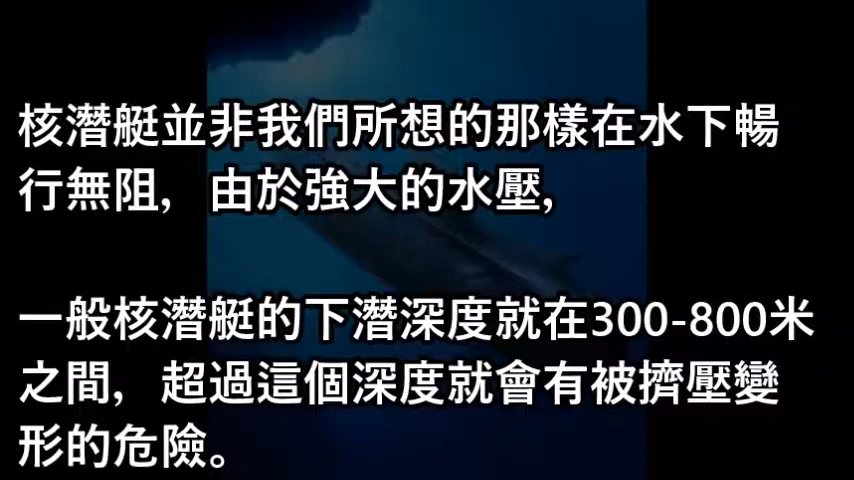 核潛艇並非我們所想的那樣在水下暢
行無阻，由於強大的水壓,
一般核潛艇的下潛深度就在300-800米
之間，超過這個深度就會有被擠壓變
形的危險。